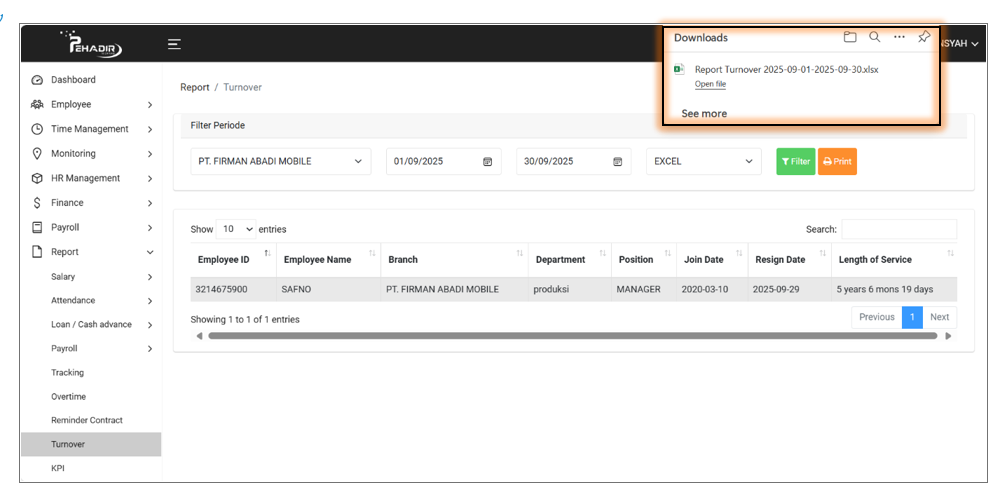 PEHADIR
Downloads
NSYAH
Report Turnover 2025-09-01-2025-09-30.xlsx
Open file
See more
Dashboard
Employee
Time Management
Monitoring
HR Management
Finance
Payroll
Report
Salary
Attendance
Loan / Cash advance
Payroll
Tracking
Overtime
Reminder Contract
Turnover
KPI
Report / Turnover
Filter Periode
PT. FIRMAN ABADI MOBILE 01/09/2025 30/09/2025 EXCEL Filter Print
Show 10 entries Search:
Employee ID Employee Name Branch Department Position Join Date Resign Date Length of Service
3214675900 SAFNO PT. FIRMAN ABADI MOBILE produksi MANAGER 2020-03-10 2025-09-29 5 years 6 mons 19 days
Showing 1 to 1 of 1 entries Previous 1 Next